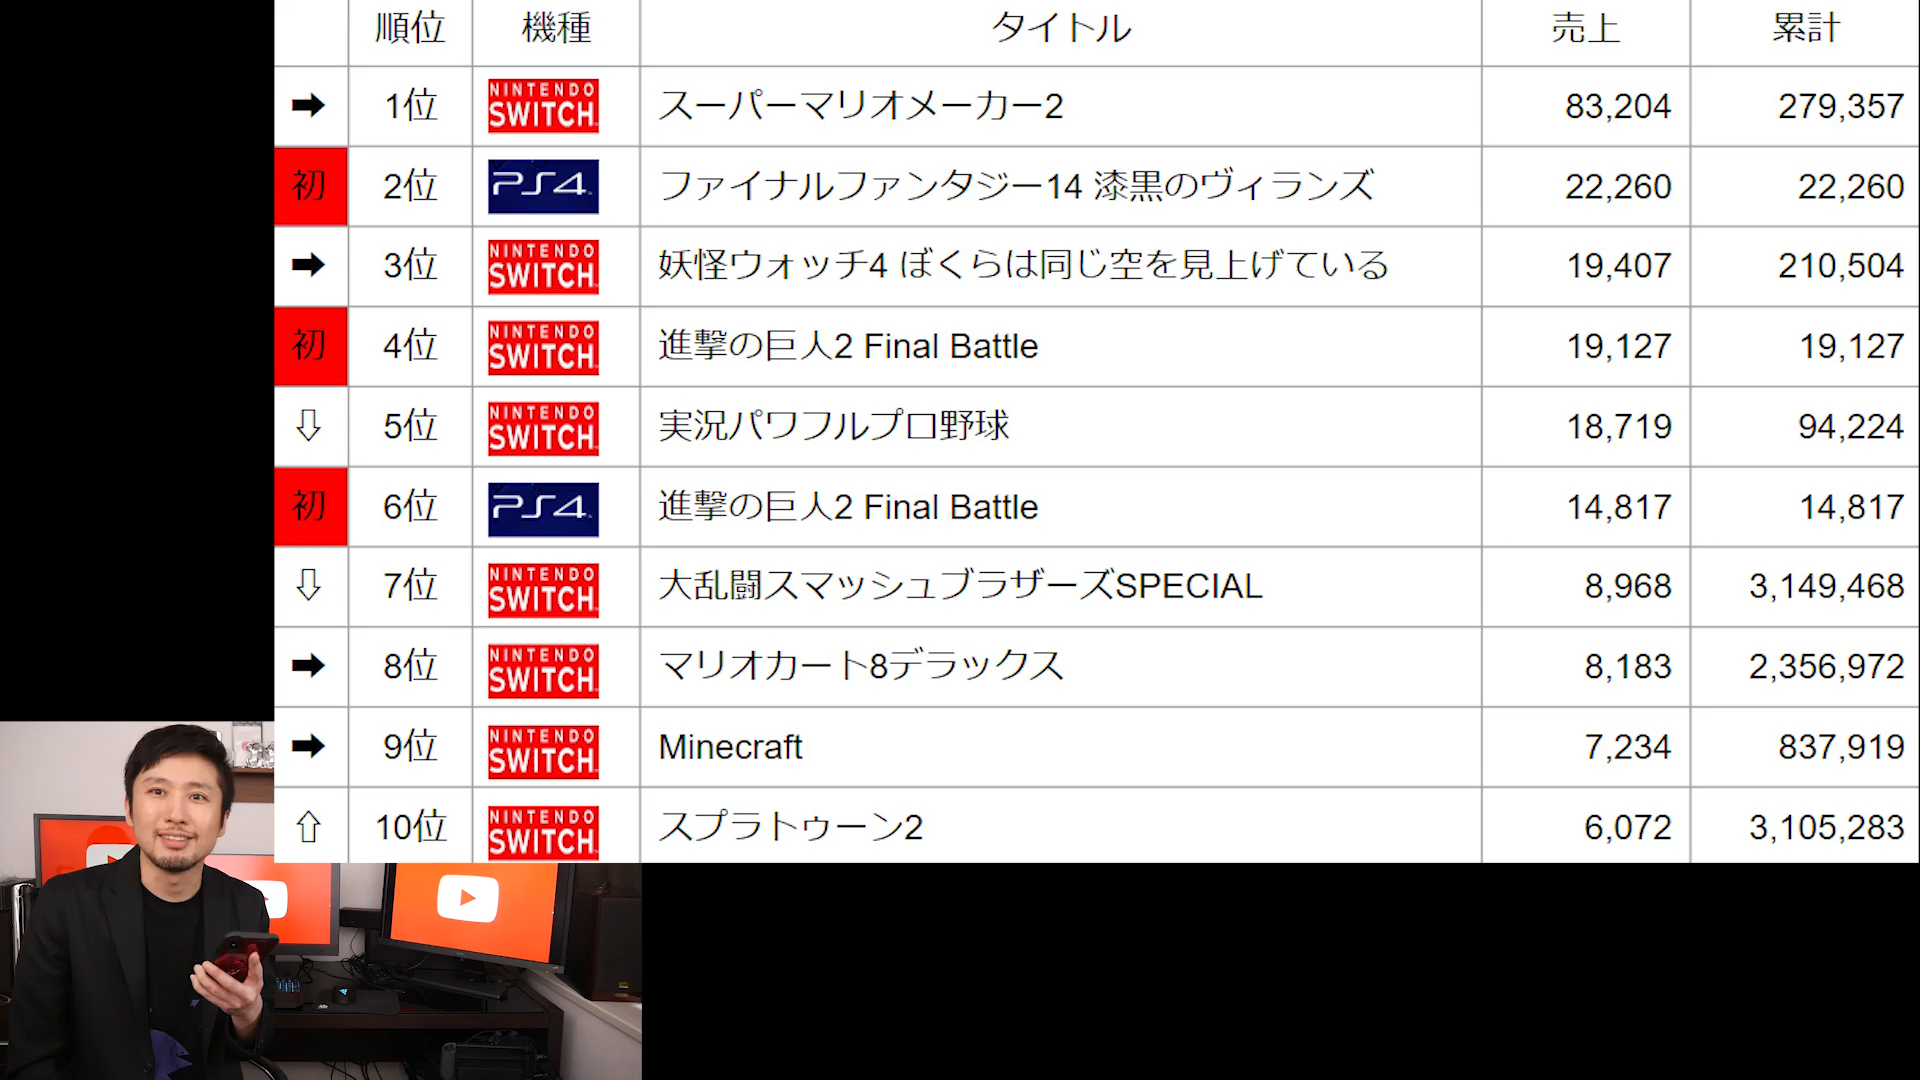 順位 機種 タイトル 売上 累計
➡ 1位 NINTENDO SWITCH スーパーマリオメーカー2 83,204 279,357
初 2位 PS4 ファイナルファンタジー14 漆黒のヴィランズ 22,260 22,260
➡ 3位 NINTENDO SWITCH 妖怪ウォッチ4 ぼくらは同じ空を見上げている 19,407 210,504
初 4位 NINTENDO SWITCH 進撃の巨人2 Final Battle 19,127 19,127
⇩ 5位 NINTENDO SWITCH 実況パワフルプロ野球 18,719 94,224
初 6位 PS4 進撃の巨人2 Final Battle 14,817 14,817
⇩ 7位 NINTENDO SWITCH 大乱闘スマッシュブラザーズSPECIAL 8,968 3,149,468
➡ 8位 NINTENDO SWITCH マリオカート8デラックス 8,183 2,356,972
➡ 9位 NINTENDO SWITCH Minecraft 7,234 837,919
⇧ 10位 NINTENDO SWITCH スプラトゥーン2 6,072 3,105,283